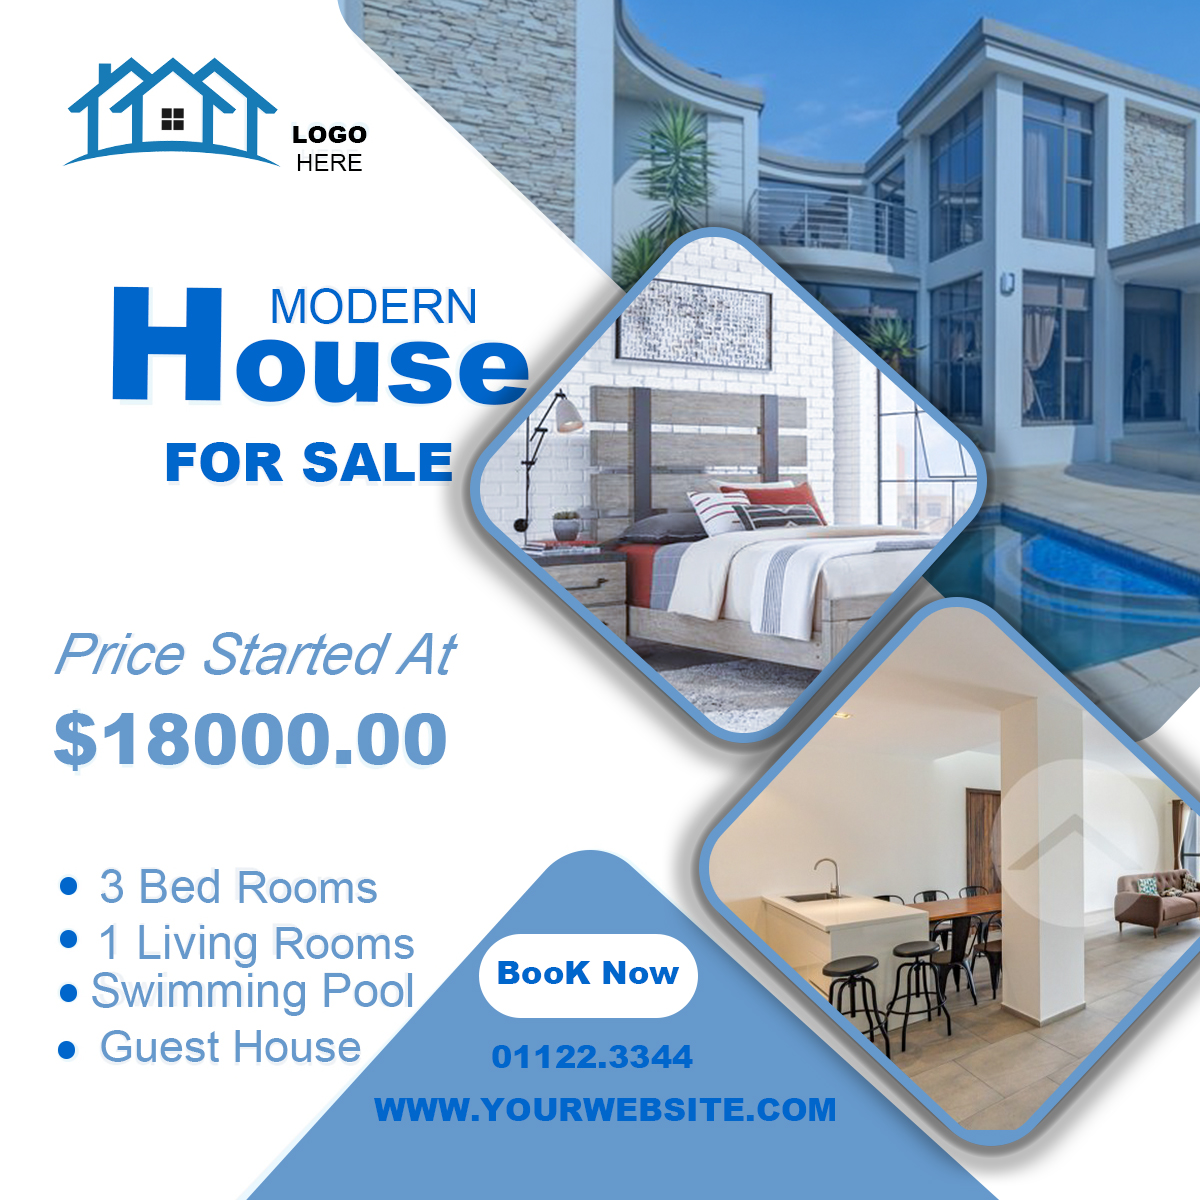 LOGO
HERE
MODERN
House
FOR SALE
Price Started At
$18000.00
• 3 Bed Rooms
• 1 Living Rooms
• Swimming Pool
• Guest House
BooK Now
01122.3344
WWW.YOURWEBSITE.COM